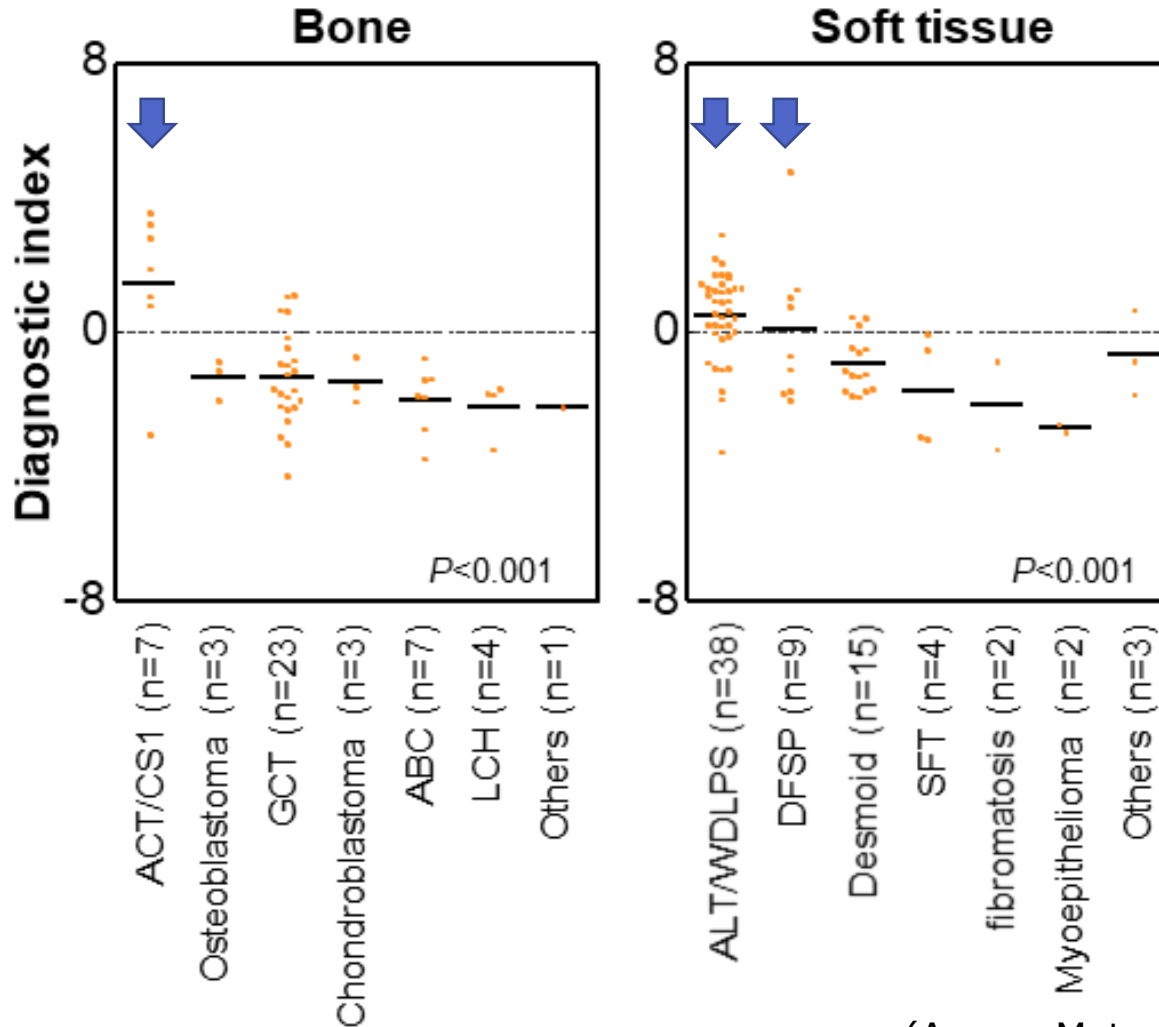 Bone
Soft tissue
Diagnostic index
8
0
-8
P<0.001
ACT/CS1 (n=7)
Osteoblastoma (n=3)
GCT (n=23)
Chondroblastoma (n=3)
ABC (n=7)
LCH (n=4)
Others (n=1)
8
0
-8
P<0.001
ALT/WDLPS (n=38)
DFSP (n=9)
Desmoid (n=15)
SFT (n=4)
fibromatosis (n=2)
Myoepithelioma (n=2)
Others (n=3)